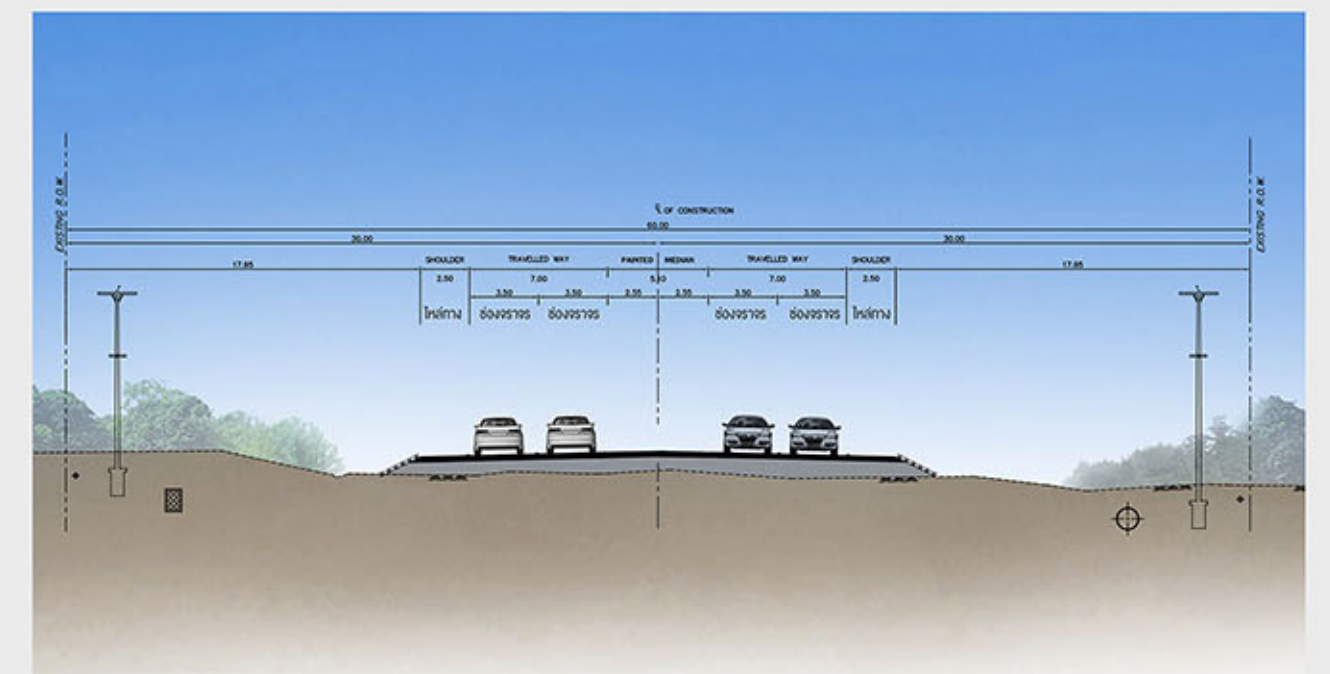 ℄ OF CONSTRUCTION
60.00
30.00 30.00
EXISTING R.O.W.
EXISTING R.O.W.
SHOULDER TRAVELLED WAY PAINTED MEDIAN TRAVELLED WAY SHOULDER
17.95 2.50 7.00 5.10 7.00 2.50 17.95
3.50 3.50 2.55 2.55 3.50 3.50
ไหล่ทาง ช่องจราจร ช่องจราจร ช่องจราจร ช่องจราจร ไหล่ทาง